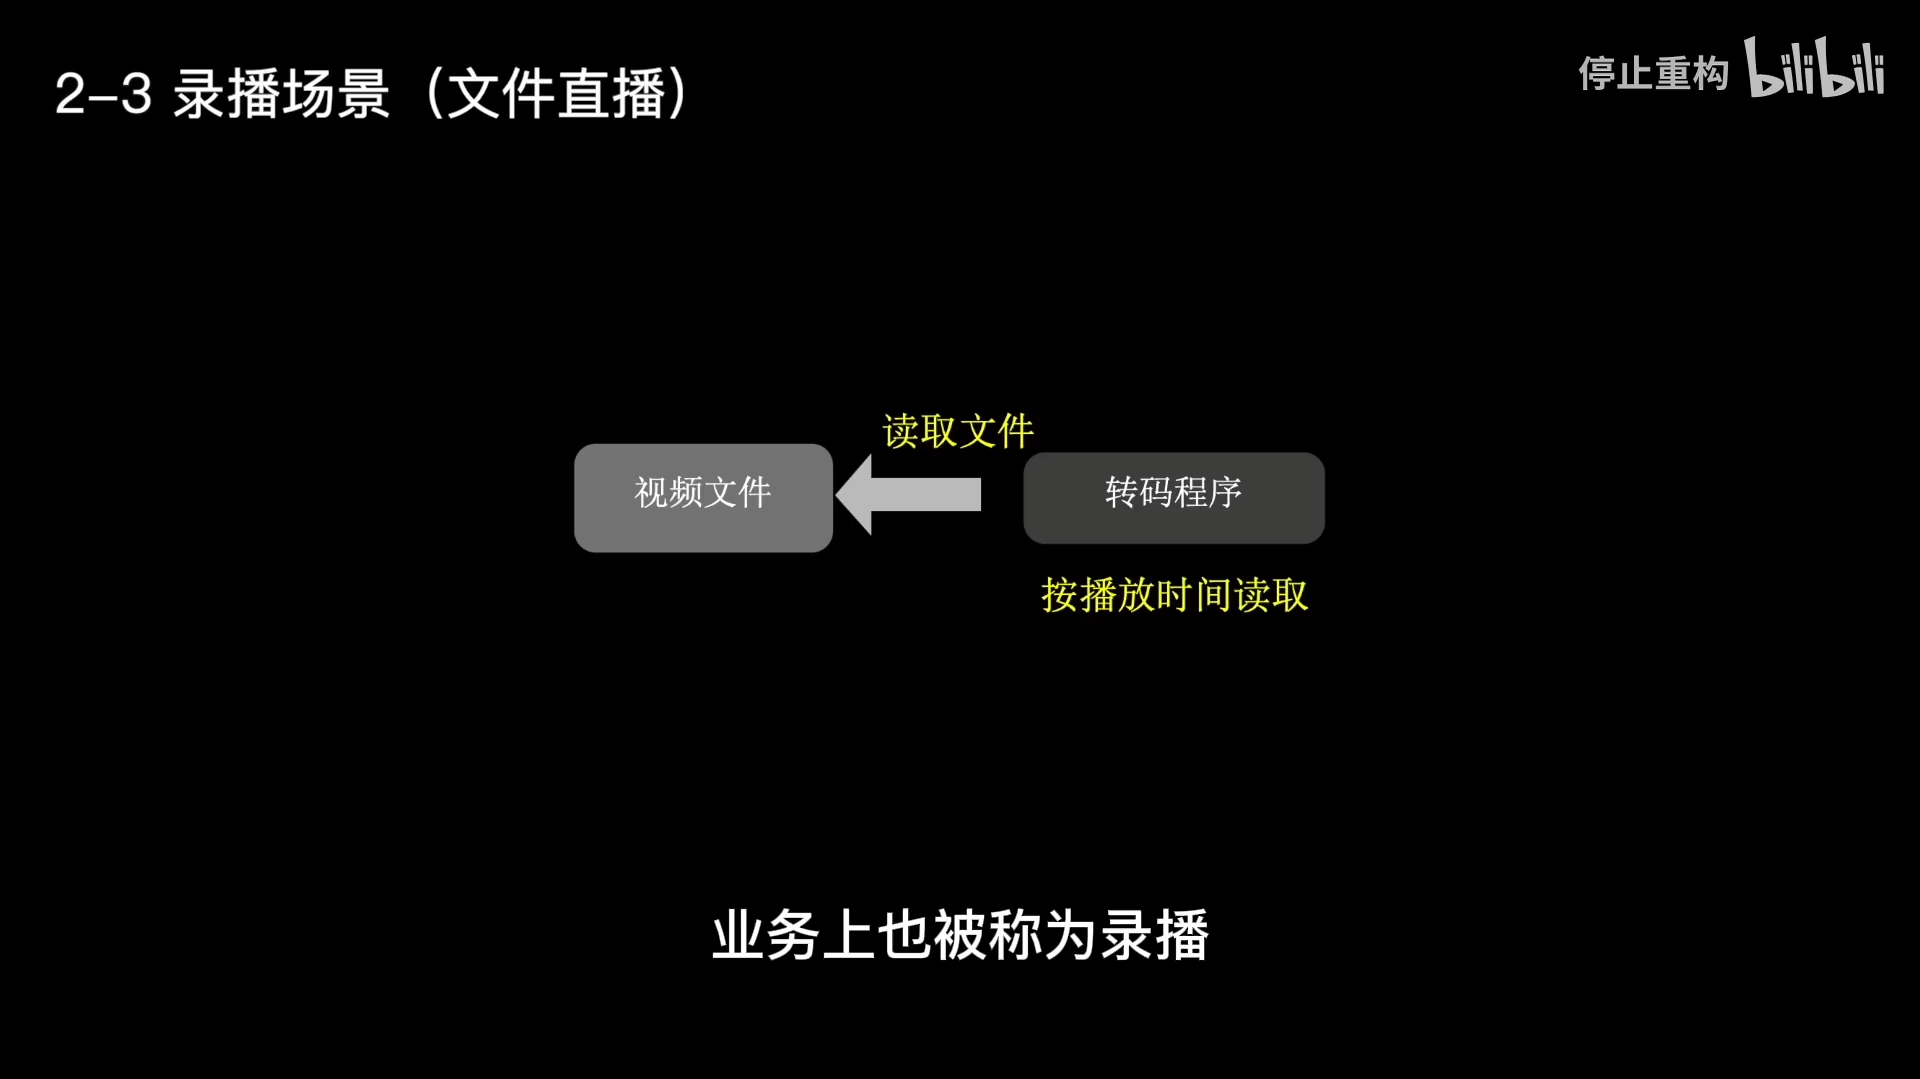 2-3 录播场景（文件直播）
停止重构 bilibili
读取文件
视频文件
转码程序
按播放时间读取
业务上也被称为录播